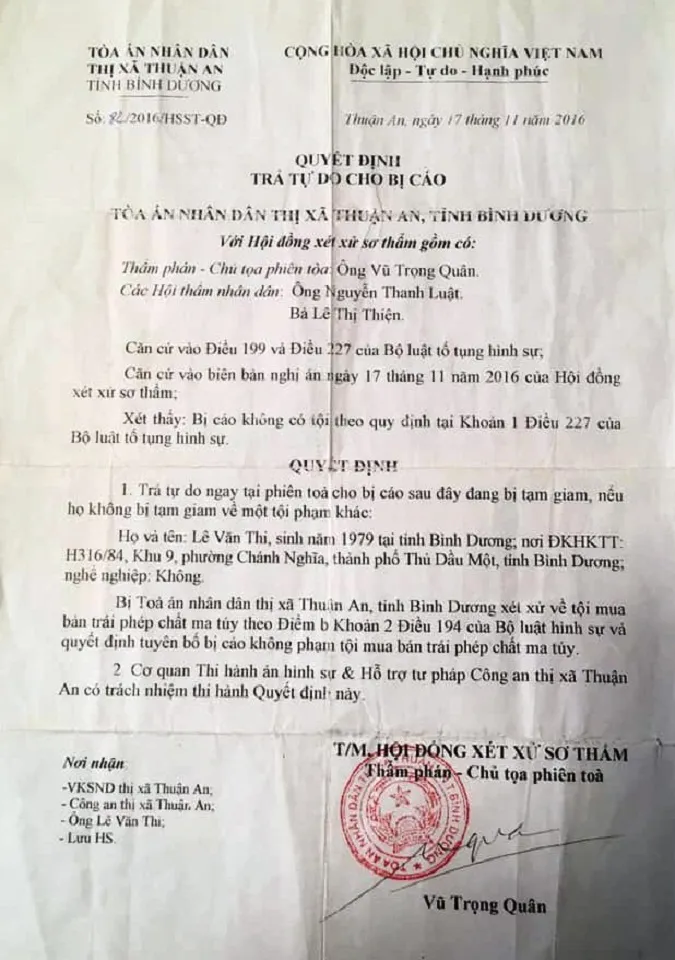 TÒA ÁN NHÂN DÂN
THỊ XÃ THUẬN AN
TỈNH BÌNH DƯƠNG
Số: 82/2016/HSST-QĐ
CỘNG HÒA XÃ HỘI CHỦ NGHĨA VIỆT NAM
Độc lập - Tự do - Hạnh phúc
Thuận An, ngày 17 tháng 11 năm 2016
QUYẾT ĐỊNH
TRẢ TỰ DO CHO BỊ CÁO
TÒA ÁN NHÂN DÂN THỊ XÃ THUẬN AN, TỈNH BÌNH DƯƠNG
Với Hội đồng xét xử sơ thẩm gồm có:
Thẩm phán - Chủ tọa phiên tòa: Ông Vũ Trọng Quân.
Các Hội thẩm nhân dân: Ông Nguyễn Thanh Luật.
Bà Lê Thị Thiện.
Căn cứ vào Điều 199 và Điều 227 của Bộ luật tố tụng hình sự;
Căn cứ vào biên bản nghị án ngày 17 tháng 11 năm 2016 của Hội đồng
xét xử sơ thẩm;
Xét thấy: Bị cáo không có tội theo quy định tại Khoản 1 Điều 227 của
Bộ luật tố tụng hình sự.
QUYẾT ĐỊNH
1. Trả tự do ngay tại phiên toà cho bị cáo sau đây đang bị tạm giam, nếu
họ không bị tạm giam về một tội phạm khác:
Họ và tên: Lê Văn Thi, sinh năm 1979 tại tỉnh Bình Dương; nơi ĐKHKTT:
H316/84, Khu 9, phường Chánh Nghĩa, thành phố Thủ Dầu Một, tỉnh Bình Dương;
nghề nghiệp: Không.
Bị Toà án nhân dân thị xã Thuận An, tỉnh Bình Dương xét xử về tội mua
bán trái phép chất ma túy theo Điểm b Khoản 2 Điều 194 của Bộ luật hình sự và
quyết định tuyên bố bị cáo không phạm tội mua bán trái phép chất ma túy.
2. Cơ quan Thi hành án hình sự & Hỗ trợ tư pháp Công an thị xã Thuận
An có trách nhiệm thi hành Quyết định này.
Nơi nhận
-VKSND thị xã Thuận An;
- Công an thị xã Thuận An;
- Ông Lê Văn Thi;
- Lưu HS.
T/M. HỘI ĐỒNG XÉT XỬ SƠ THẨM
Thẩm phán - Chủ tọa phiên toà
Vũ Trọng Quân